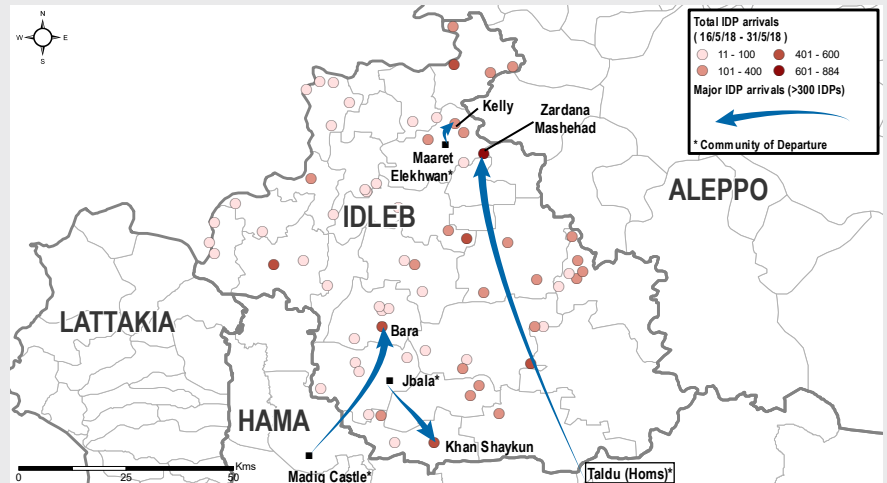 N
W E
S
Total IDP arrivals
( 16/5/18 - 31/5/18 )
11 - 100
401 - 600
101 - 400
601 - 884
Major IDP arrivals (>300 IDPs)
* Community of Departure
Kelly
Zardana
Mashehad
Maaret
Elekhwan*
ALEPPO
IDLEB
LATTAKIA
Bara
Jbala*
HAMA
Khan Shaykun
Madiq Castle*
Taldu (Homs)*
Kms
0 25 50